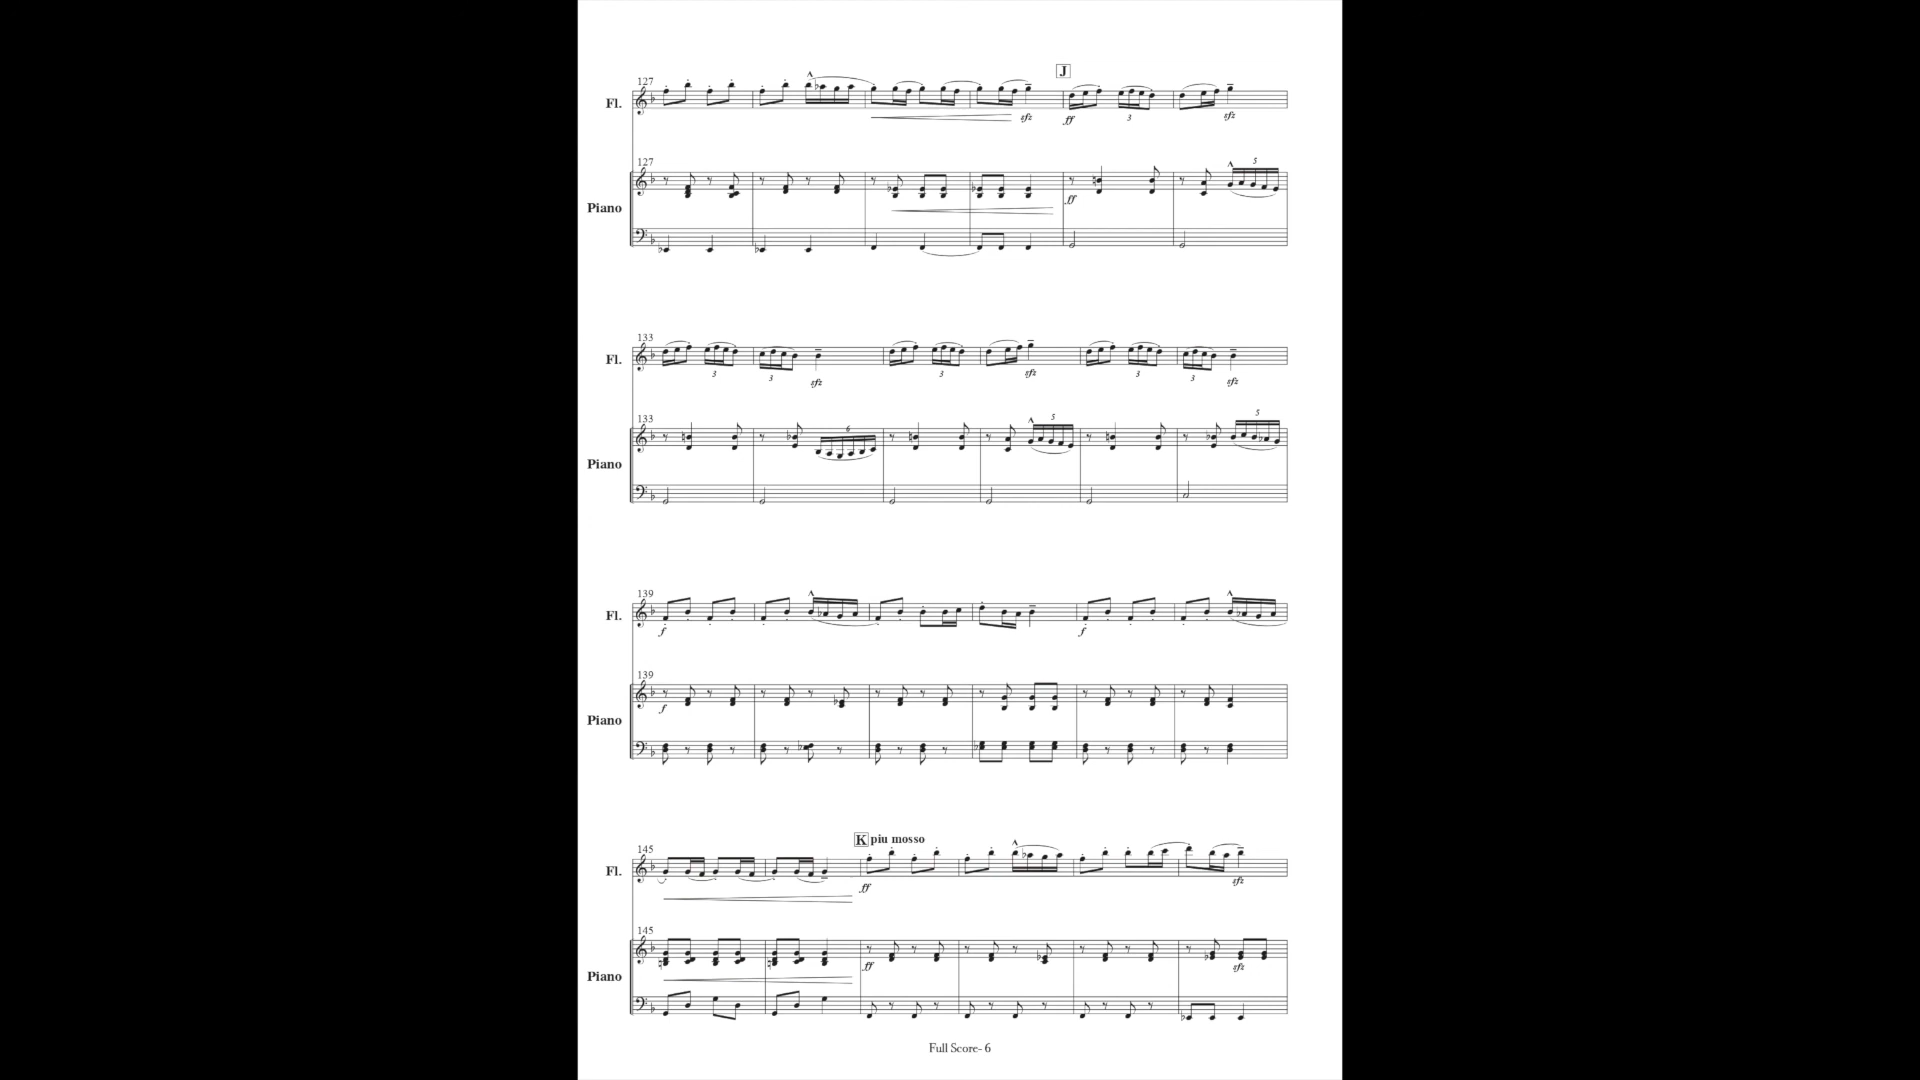 J
127
Fl.
3
sfz
ff
sfz
127
5
ff
Piano
133
Fl.
3
3
sfz
3
sfz
3
3
sfz
133
6
5
5
Piano
139
Fl.
f
f
139
f
Piano
K piu mosso
145
Fl.
ff
sfz
145
ff
sfz
Piano
Full Score- 6